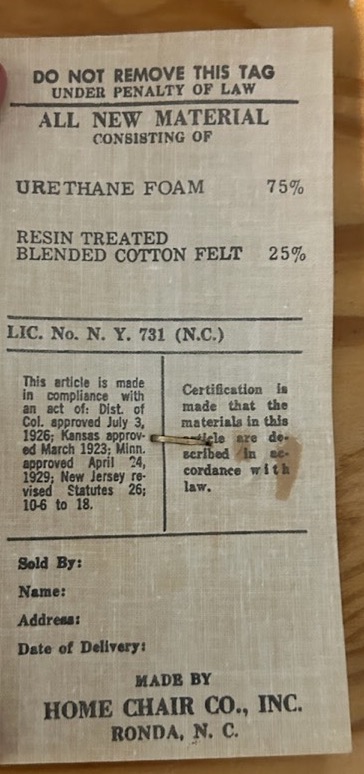 DO NOT REMOVE THIS TAG
UNDER PENALTY OF LAW
ALL NEW MATERIAL
CONSISTING OF
URETHANE FOAM 75%
RESIN TREATED
BLENDED COTTON FELT 25%
LIC. No. N. Y. 731 (N.C.)
This article is made
in compliance with
an act of: Dist. of
Col. approved July 3,
1926; Kansas approv-
ed March 1923; Minn.
approved April 24,
1929; New Jersey re-
vised Statutes 26;
10-6 to 18.
Certification is
made that the
materials in this
article are de-
scribed in ac-
cordance with
law.
Sold By:
Name:
Address:
Date of Delivery:
MADE BY
HOME CHAIR CO., INC.
RONDA, N. C.